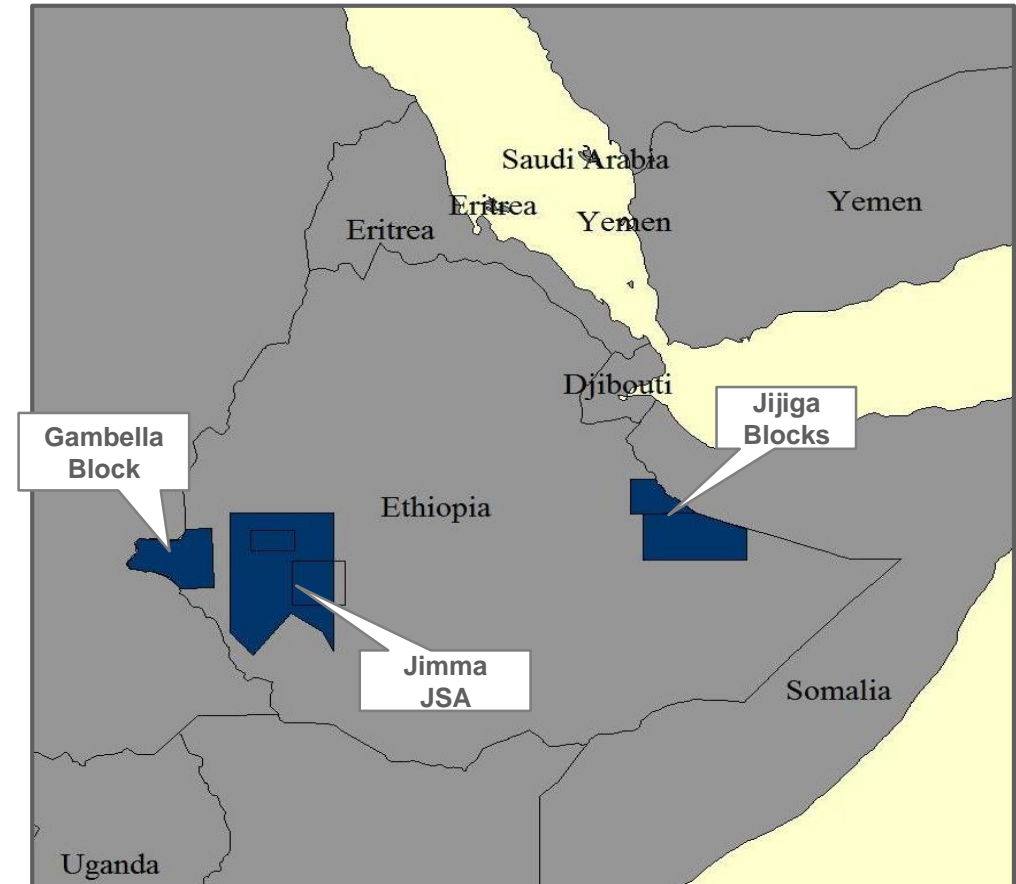 Saudi Arabia
Eritrea
Yemen
Yemen
Eritrea
Djibouti
Jijiga
Blocks
Gambella
Block
Ethiopia
Jimma
JSA
Somalia
Uganda